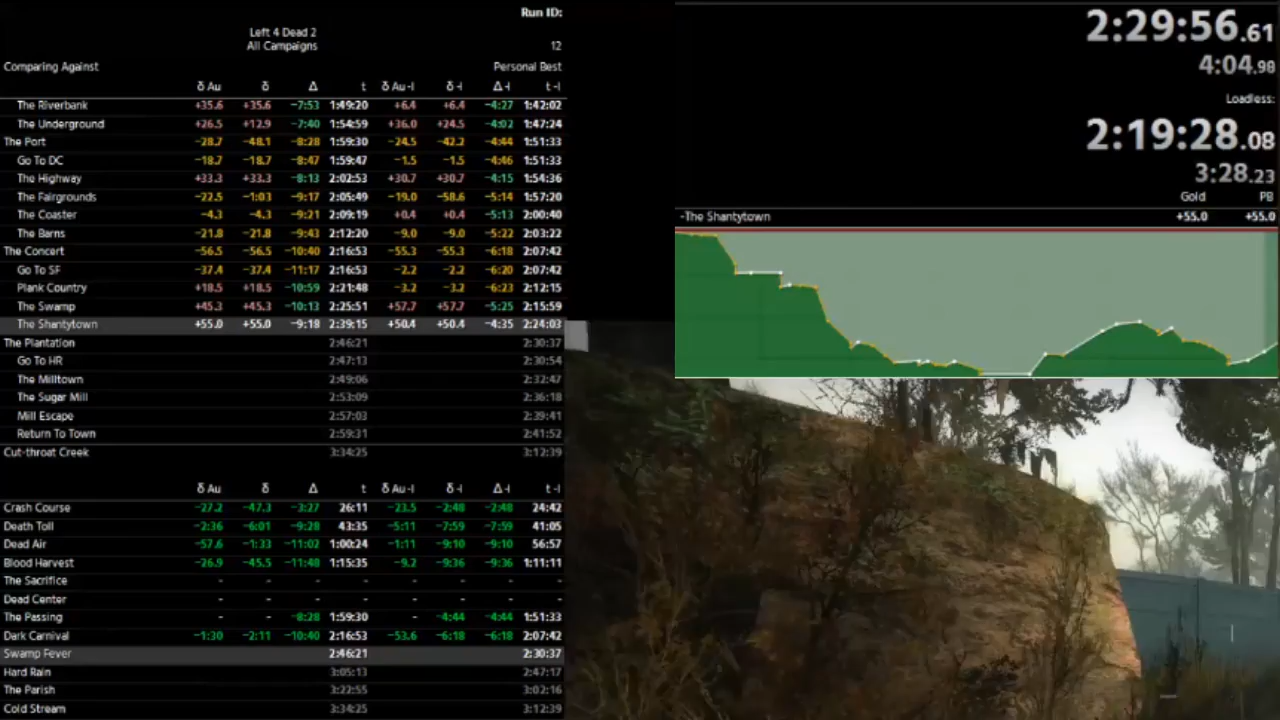 Run ID:
Left 4 Dead 2
All Campaigns
12
Comparing Against Personal Best
δ Au δ Δ t δ Au-I δ -I Δ -I t -I
The Riverbank +35.6 +35.6 −7:53 1:49:20 +6.4 +6.4 −4:27 1:42:02
The Underground +26.5 +12.9 −7:40 1:54:59 +36.0 +24.5 −4:02 1:47:24
The Port −28.7 −48.1 −8:28 1:59:30 −24.5 −42.2 −4:44 1:51:33
Go To DC −18.7 −18.7 −8:47 1:59:47 −1.5 −1.5 −4:46 1:51:33
The Highway +33.3 +33.3 −8:13 2:02:53 +30.7 +30.7 −4:15 1:54:36
The Fairgrounds −22.5 −1:03 −9:17 2:05:49 −19.0 −58.6 −5:14 1:57:20
The Coaster −4.3 −4.3 −9:21 2:09:19 +0.4 +0.4 −5:13 2:00:40
The Barns −21.8 −21.8 −9:43 2:12:20 −9.0 −9.0 −5:22 2:03:22
The Concert −56.5 −56.5 −10:40 2:16:53 −55.3 −55.3 −6:18 2:07:42
Go To SF −37.4 −37.4 −11:17 2:16:53 −2.2 −2.2 −6:20 2:07:42
Plank Country +18.5 +18.5 −10:59 2:21:48 −3.2 −3.2 −6:23 2:12:15
The Swamp +45.3 +45.3 −10:13 2:25:51 +57.7 +57.7 −5:25 2:15:59
The Shantytown +55.0 +55.0 −9:18 2:39:15 +50.4 +50.4 −4:35 2:24:03
The Plantation 2:46:21 2:30:37
Go To HR 2:47:13 2:30:54
The Milltown 2:49:06 2:32:47
The Sugar Mill 2:53:09 2:36:18
Mill Escape 2:57:03 2:39:41
Return To Town 2:59:31 2:41:52
Cut-throat Creek 3:34:25 3:12:39
δ Au δ Δ t δ Au-I δ -I Δ -I t -I
Crash Course −27.2 −47.3 −3:27 26:11 −23.5 −2:48 −2:48 24:42
Death Toll −2:36 −6:01 −9:28 43:35 −5:11 −7:59 −7:59 41:05
Dead Air −57.6 −1:33 −11:02 1:00:24 −1:11 −9:10 −9:10 56:57
Blood Harvest −26.9 −45.5 −11:48 1:15:35 −9.2 −9:36 −9:36 1:11:11
The Sacrifice - - - - - - - -
Dead Center - - - - - - - -
The Passing - - −8:28 1:59:30 - −4:44 −4:44 1:51:33
Dark Carnival −1:30 −2:11 −10:40 2:16:53 −53.6 −6:18 −6:18 2:07:42
Swamp Fever 2:46:21 2:30:37
Hard Rain 3:05:13 2:47:17
The Parish 3:22:55 3:02:16
Cold Stream 3:34:25 3:12:39
2:29:56.61
4:04.98
Loadless:
2:19:28.08
3:28.23
Gold PB
-The Shantytown +55.0 +55.0